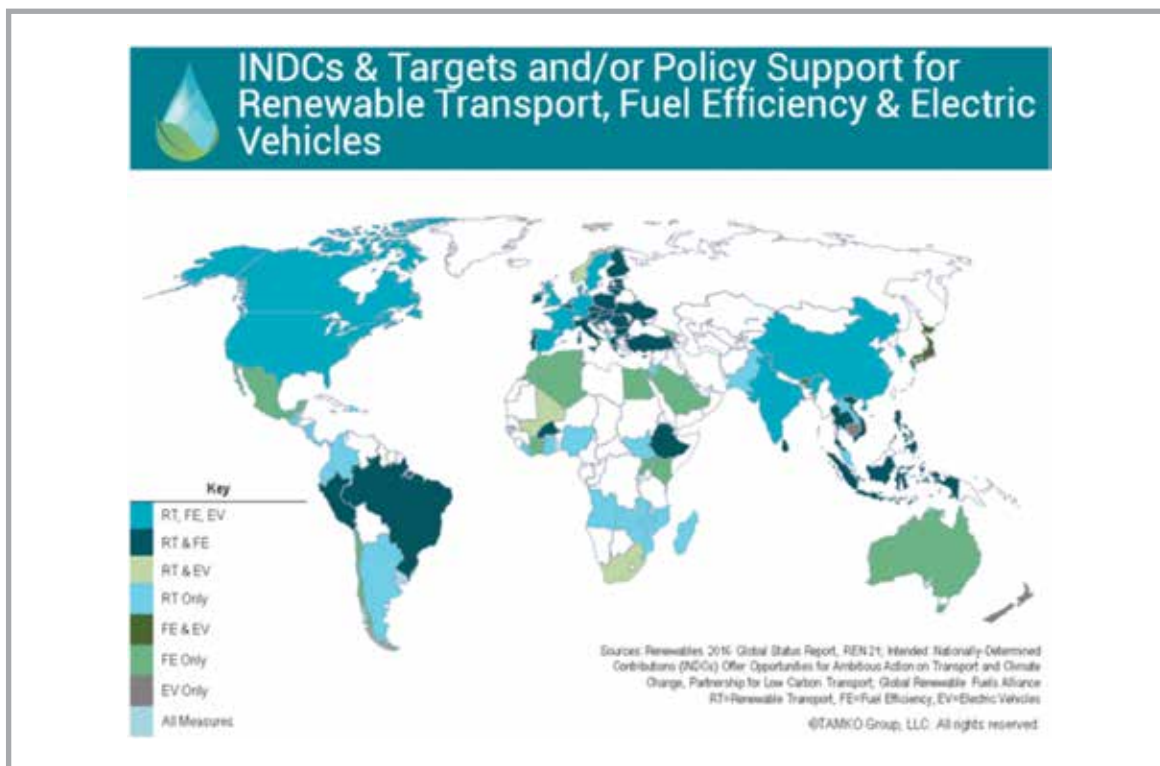 INDCs & Targets and/or Policy Support for
Renewable Transport, Fuel Efficiency & Electric
Vehicles
Key
RT, FE, EV
RT & FE
RT & EV
RT Only
FE & EV
FE Only
EV Only
All Measures
Sources: Renewables 2016 Global Status Report, REN 21; Intended Nationally-Determined
Contributions (INDCs) Offer Opportunities for Ambitious Action on Transport and Climate
Change, Partnership for Low Carbon Transport; Global Renewable Fuels Alliance
RT=Renewable Transport, FE=Fuel Efficiency, EV=Electric Vehicles
©TAMKO Group, LLC. All rights reserved.